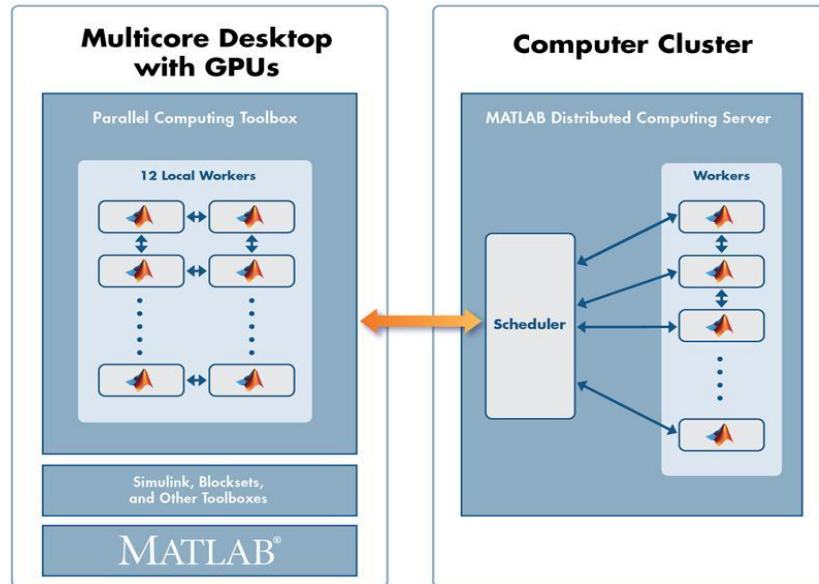 Multicore Desktop
with GPUs
Parallel Computing Toolbox
12 Local Workers
Simulink, Blocksets,
and Other Toolboxes
MATLAB®
Computer Cluster
MATLAB Distributed Computing Server
Workers
Scheduler